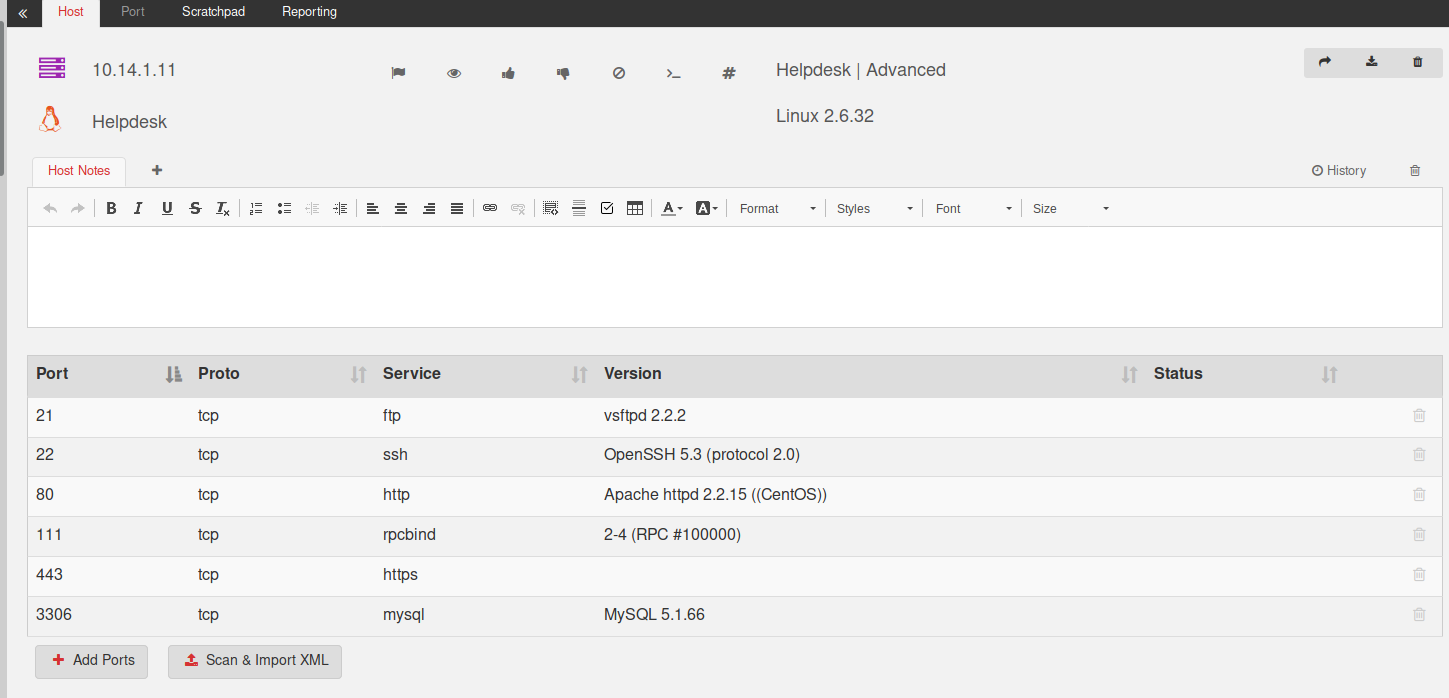 « Host Port Scratchpad Reporting
10.14.1.11 Helpdesk | Advanced
Helpdesk Linux 2.6.32
Host Notes + History
B I U S Ix A A Format Styles Font Size
Port Proto Service Version Status
21 tcp ftp vsftpd 2.2.2
22 tcp ssh OpenSSH 5.3 (protocol 2.0)
80 tcp http Apache httpd 2.2.15 ((CentOS))
111 tcp rpcbind 2-4 (RPC #100000)
443 tcp https
3306 tcp mysql MySQL 5.1.66
+ Add Ports Scan & Import XML